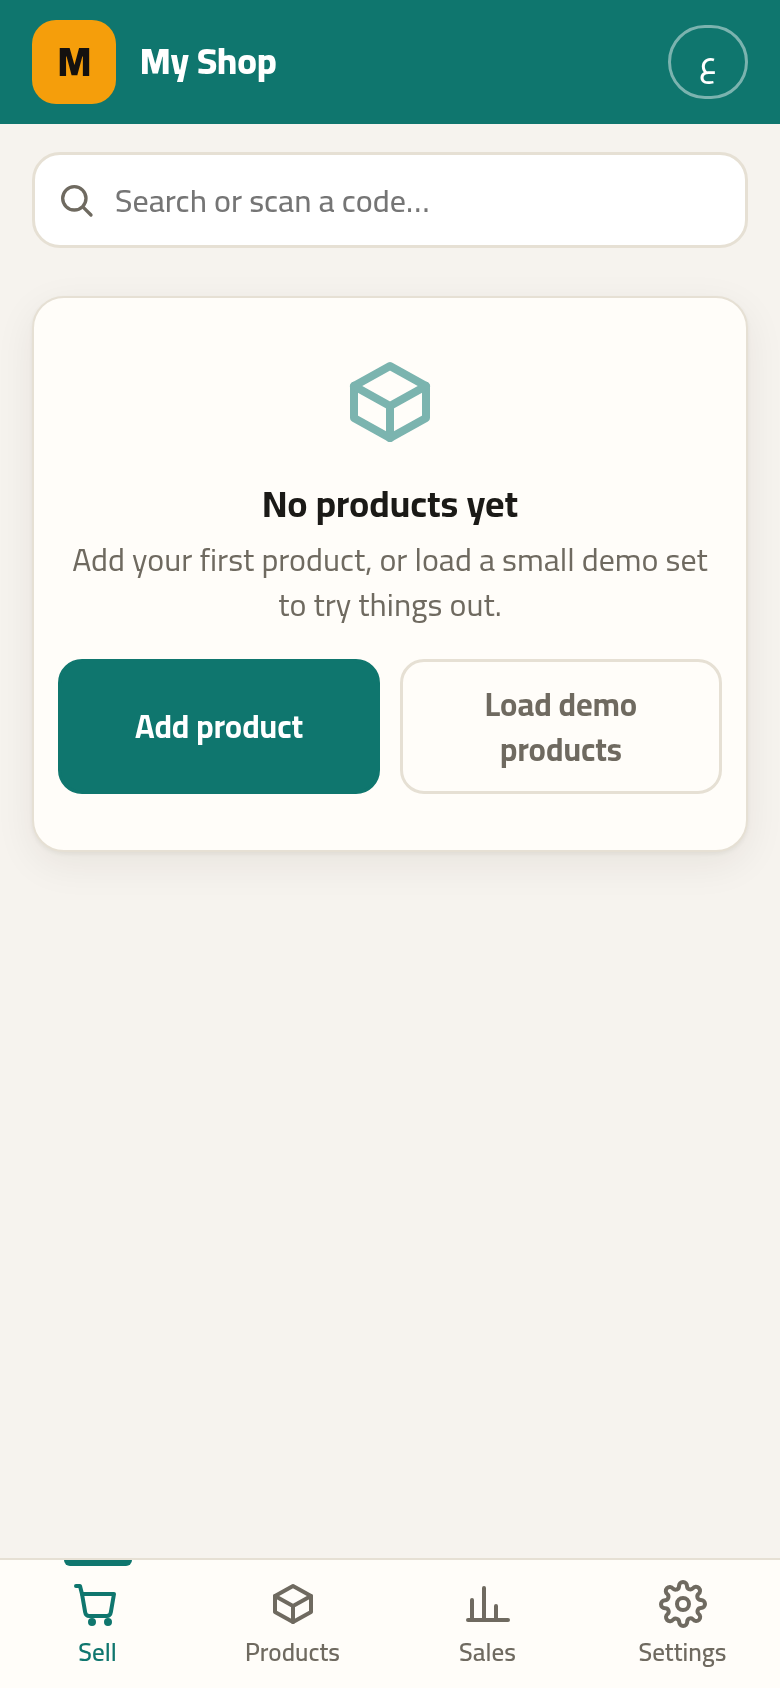 M
My Shop
ع
Search or scan a code...
No products yet
Add your first product, or load a small demo set
to try things out.
Add product
Load demo
products
Sell
Products
Sales
Settings